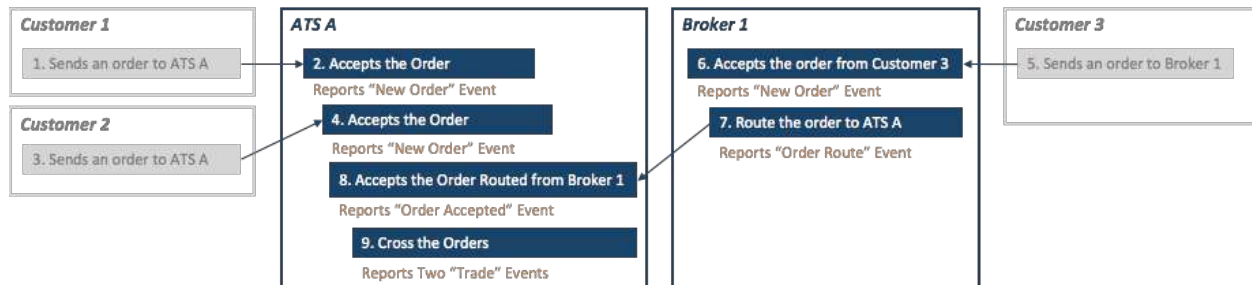 Customer 1
1. Sends an order to ATS A
Customer 2
3. Sends an order to ATS A
ATS A
2. Accepts the Order
Reports “New Order” Event
4. Accepts the Order
Reports “New Order” Event
8. Accepts the Order Routed from Broker 1
Reports “Order Accepted” Event
9. Cross the Orders
Reports Two “Trade” Events
Broker 1
6. Accepts the order from Customer 3
Reports “New Order” Event
7. Route the order to ATS A
Reports “Order Route” Event
Customer 3
5. Sends an order to Broker 1